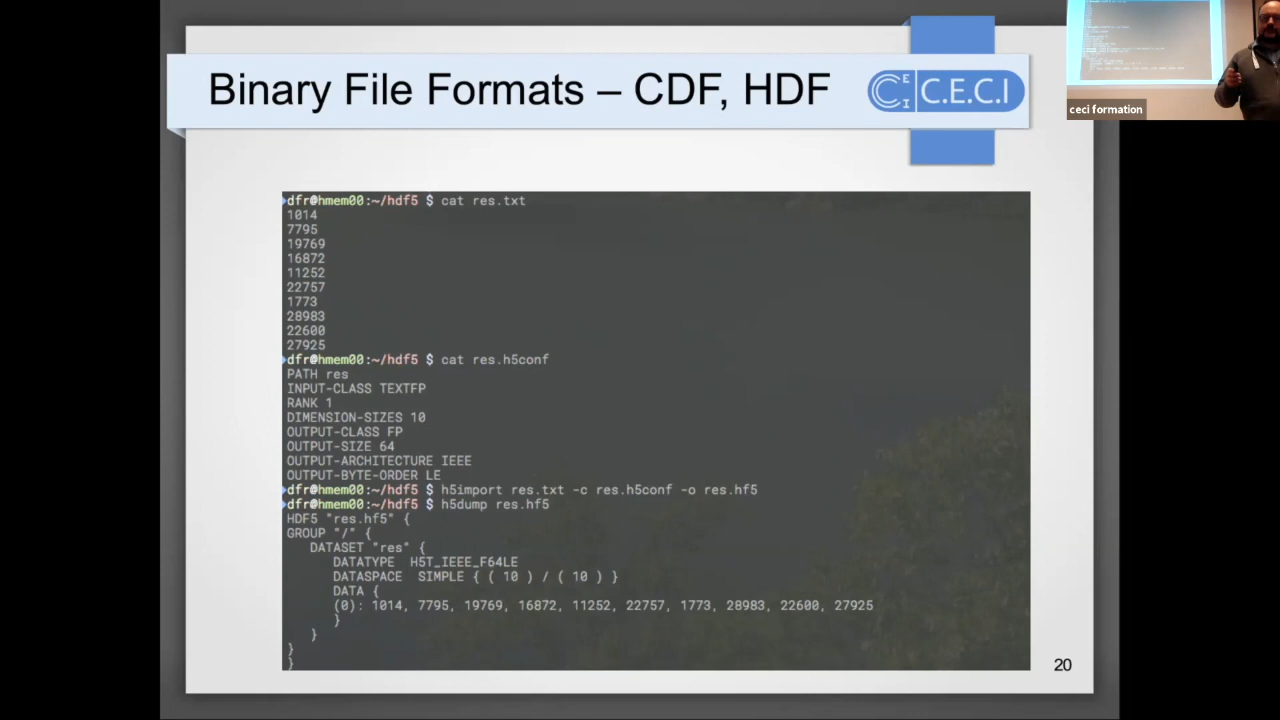 Binary File Formats – CDF, HDF
C E C I
C.E.C.I
ceci formation
dfr@hmem00:~/hdf5 $ cat res.txt
1014
7795
19769
16872
11252
22757
1773
28983
22600
27925
dfr@hmem00:~/hdf5 $ cat res.h5conf
PATH res
INPUT-CLASS TEXTFP
RANK 1
DIMENSION-SIZES 10
OUTPUT-CLASS FP
OUTPUT-SIZE 64
OUTPUT-ARCHITECTURE IEEE
OUTPUT-BYTE-ORDER LE
dfr@hmem00:~/hdf5 $ h5import res.txt -c res.h5conf -o res.hf5
dfr@hmem00:~/hdf5 $ h5dump res.hf5
HDF5 "res.hf5" {
GROUP "/" {
DATASET "res" {
DATATYPE H5T_IEEE_F64LE
DATASPACE SIMPLE { ( 10 ) / ( 10 ) }
DATA {
(0): 1014, 7795, 19769, 16872, 11252, 22757, 1773, 28983, 22600, 27925
}
}
}
}
20